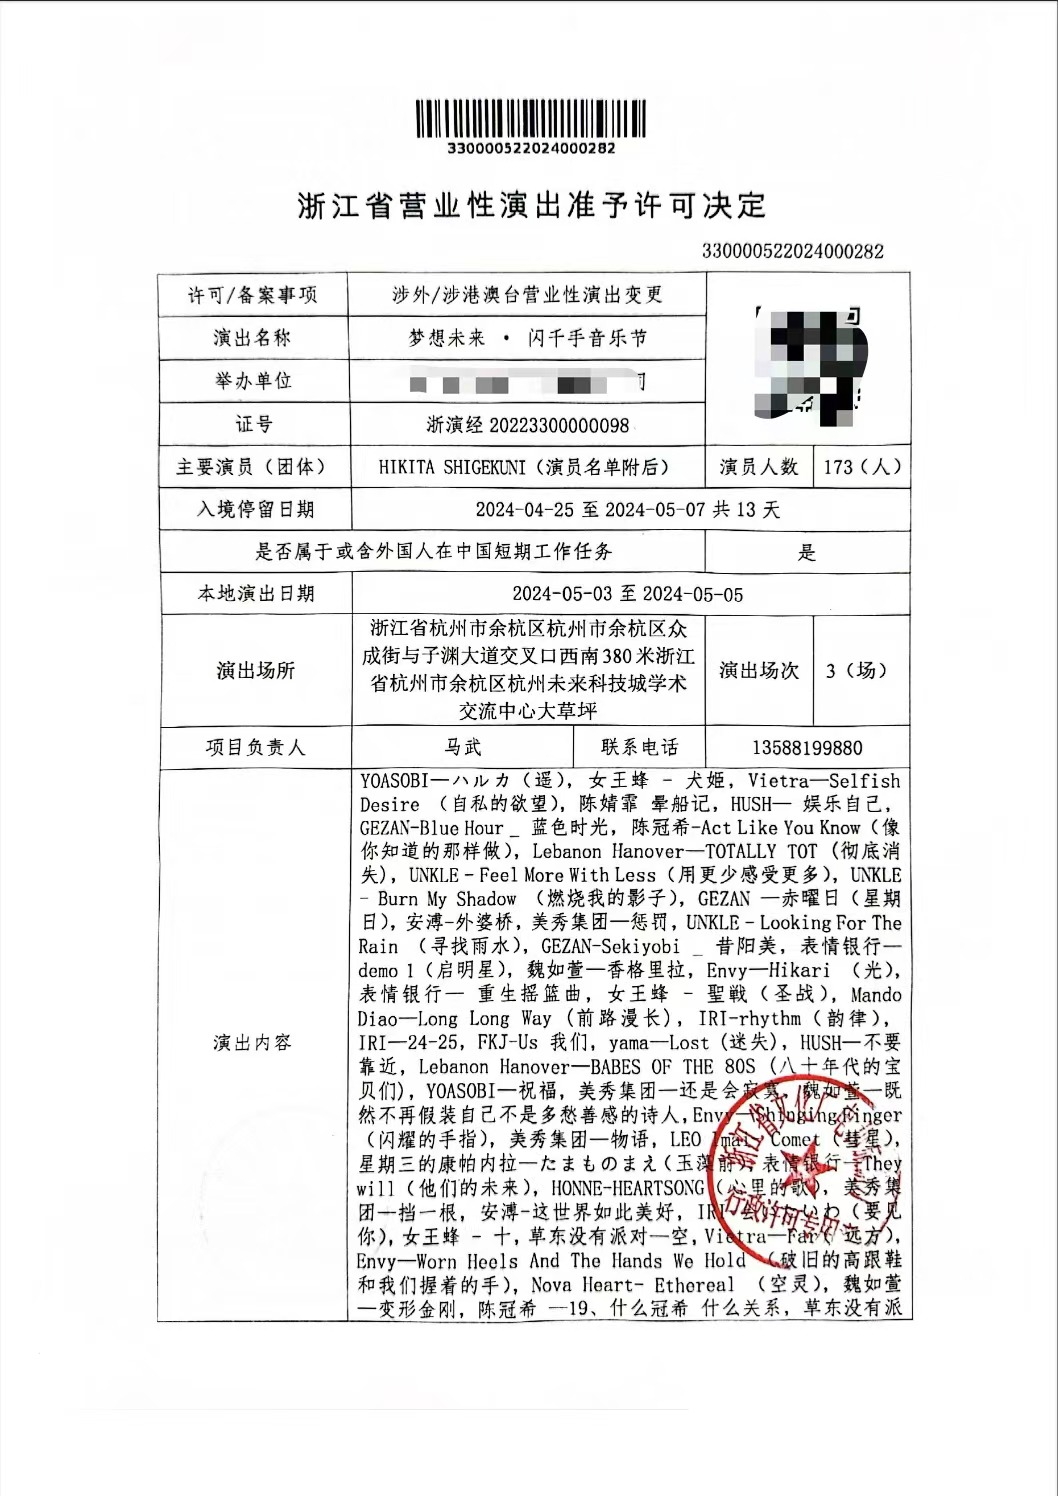 330000522024000282
浙江省营业性演出准予许可决定
330000522024000282
许可/备案事项
涉外/涉港澳台营业性演出变更
演出名称
梦想未来 · 闪千手音乐节
举办单位
司
证号
浙演经 20223300000098
主要演员（团体）
HIKITA SHIGEKUNI（演员名单附后）
演员人数
173（人）
入境停留日期
2024-04-25 至 2024-05-07 共 13 天
是否属于或含外国人在中国短期工作任务
是
本地演出日期
2024-05-03 至 2024-05-05
演出场所
浙江省杭州市余杭区杭州市余杭区众
成街与子渊大道交叉口西南380米浙江
省杭州市余杭区杭州未来科技城学术
交流中心大草坪
演出场次
3（场）
项目负责人
马武
联系电话
13588199880
演出内容
YOASOBI—ハルカ（遥），女王蜂 - 犬姫，Vietra—Selfish
Desire （自私的欲望），陈婧霏 晕船记，HUSH— 娱乐自己，
GEZAN-Blue Hour _ 蓝色时光，陈冠希-Act Like You Know（像
你知道的那样做），Lebanon Hanover—TOTALLY TOT（彻底消
失），UNKLE - Feel More With Less（用更少感受更多），UNKLE
- Burn My Shadow （燃烧我的影子），GEZAN —赤曜日（星期
日），安溥-外婆桥，美秀集团—惩罚，UNKLE - Looking For The
Rain （寻找雨水），GEZAN-Sekiyobi _ 昔阳美，表情银行—
demo 1（启明星），魏如萱—香格里拉，Envy—Hikari （光），
表情银行— 重生摇篮曲，女王蜂 - 聖戦（圣战），Mando
Diao—Long Long Way（前路漫长），IRI-rhythm（韵律），
IRI—24-25，FKJ-Us 我们，yama—Lost（迷失），HUSH—不要
靠近，Lebanon Hanover—BABES OF THE 80S（八十年代的宝
贝们），YOASOBI—祝福，美秀集团—还是会寂寞，魏如萱—既
然不再假装自己不是多愁善感的诗人，Envy—shinging finger
（闪耀的手指），美秀集团—物语，LEO Imai Comet（彗星），
星期三的康帕内拉—たまものまえ（玉藻前），表情银行—They
will（他们的未来），HONNE-HEARTSONG（心里的歌），美秀集
团—挡一根，安溥-这世界如此美好，IRI いわ（要见
你），女王蜂 - 十，草东没有派对—空，Vietra—Far（远方），
Envy—Worn Heels And The Hands We Hold （破旧的高跟鞋
和我们握着的手），Nova Heart- Ethereal （空灵），魏如萱
—变形金刚，陈冠希 —19、什么冠希 什么关系，草东没有派
浙江省文化广
行政许可专用